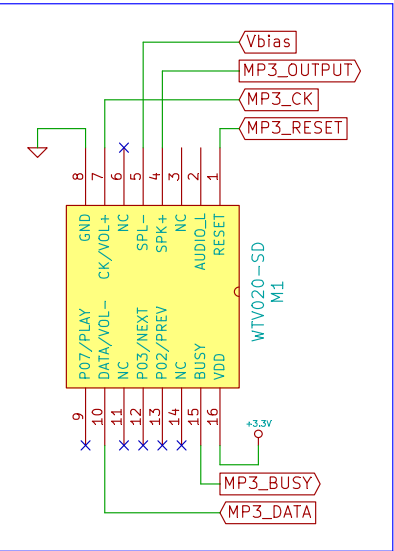 Vbias
MP3_OUTPUT
MP3_CK
MP3_RESET
8 7 6 5 4 3 2 1
GND
CK/VOL+
NC
SPL-
SPK+
NC
AUDIO_L
RESET
WTV020-SD
M1
P07/PLAY
DATA/VOL-
NC
P03/NEXT
P02/PREV
NC
BUSY
VDD
9 10 11 12 13 14 15 16
+3.3V
MP3_BUSY
MP3_DATA